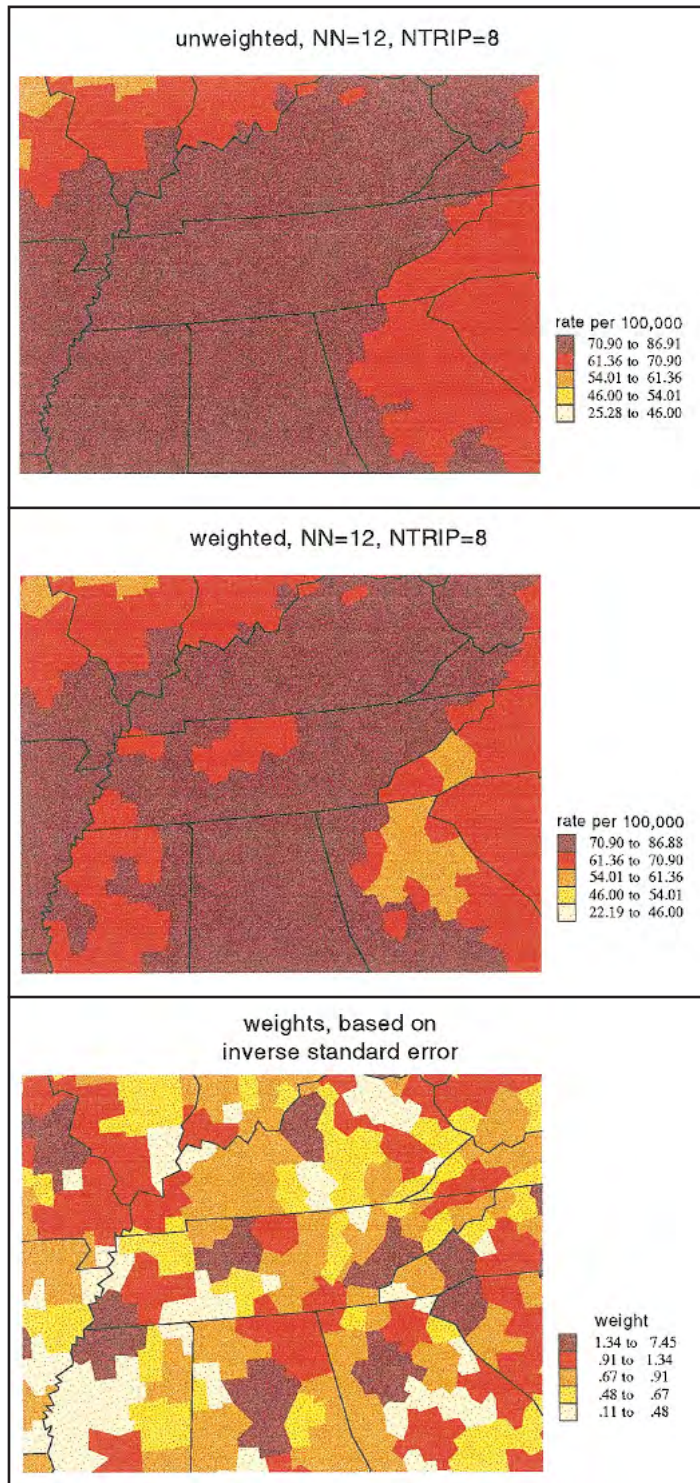 unweighted, NN=12, NTRIP=8
rate per 100,000
70.90 to 86.91
61.36 to 70.90
54.01 to 61.36
46.00 to 54.01
25.28 to 46.00
weighted, NN=12, NTRIP=8
rate per 100,000
70.90 to 86.88
61.36 to 70.90
54.01 to 61.36
46.00 to 54.01
22.19 to 46.00
weights, based on
inverse standard error
weight
1.34 to 7.45
.91 to 1.34
.67 to .91
.48 to .67
.11 to .48